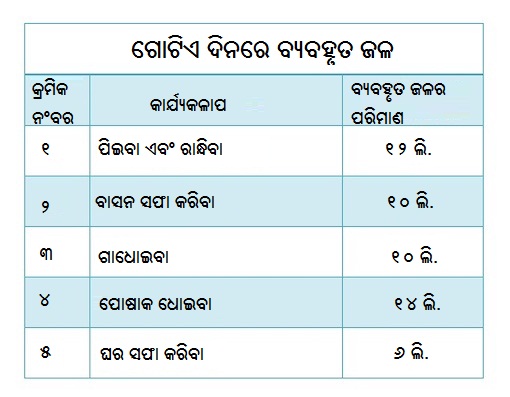 ଗୋଟିଏ ଦିନରେ ବ୍ୟବହୃତ ଜଳ
କ୍ରମିକ ନଂବର କାର୍ଯ୍ୟକଳାପ ବ୍ୟବହୃତ ଜଳର ପରିମାଣ
୧ ପିଇବା ଏବଂ ରାନ୍ଧିବା ୧୨ ଲି.
୨ ବାସନ ସଫା କରିବା ୧୦ ଲି.
୩ ଗାଧୋଇବା ୧୦ ଲି.
୪ ପୋଷାକ ଧୋଇବା ୧୪ ଲି.
୫ ଘର ସଫା କରିବା ୬ ଲି.